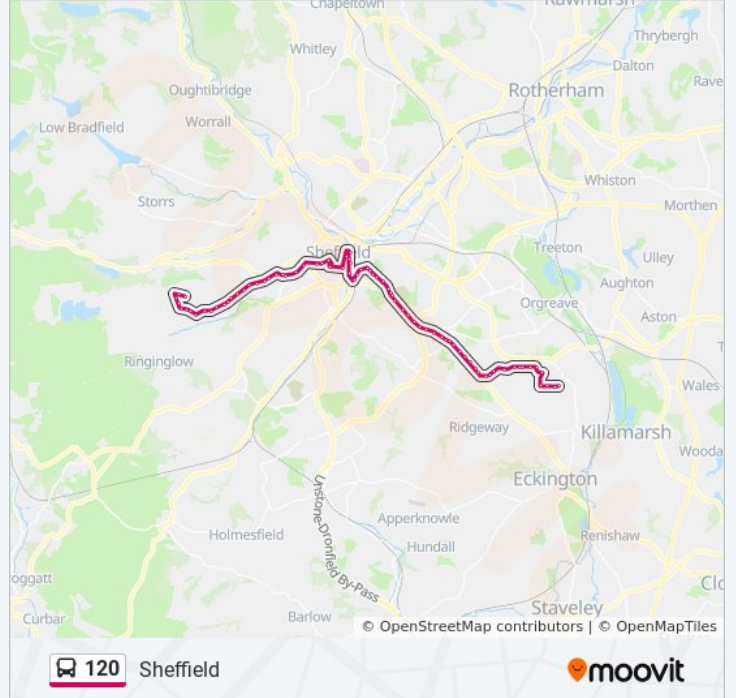 Chapeltown
Rawmarsh
Thrybergh
Whitley
Dalton
Oughtibridge
Rotherham
Rave
Worrall
Low Bradfield
Whiston
Storrs
Morthen
Sheffield
Treeton
Ulley
Aughton
Orgreave
Aston
Ringinglow
T
Wales
Ridgeway
Killamarsh
Wooda
Eckington
Unstone-Dronfield By-Pass
Apperknowle
Holmesfield
Renishaw
Hundall
oggatt
Clo
Staveley
Curbar
Barlow
© OpenStreetMap contributors | © OpenMapTiles
120 Sheffield
moovit